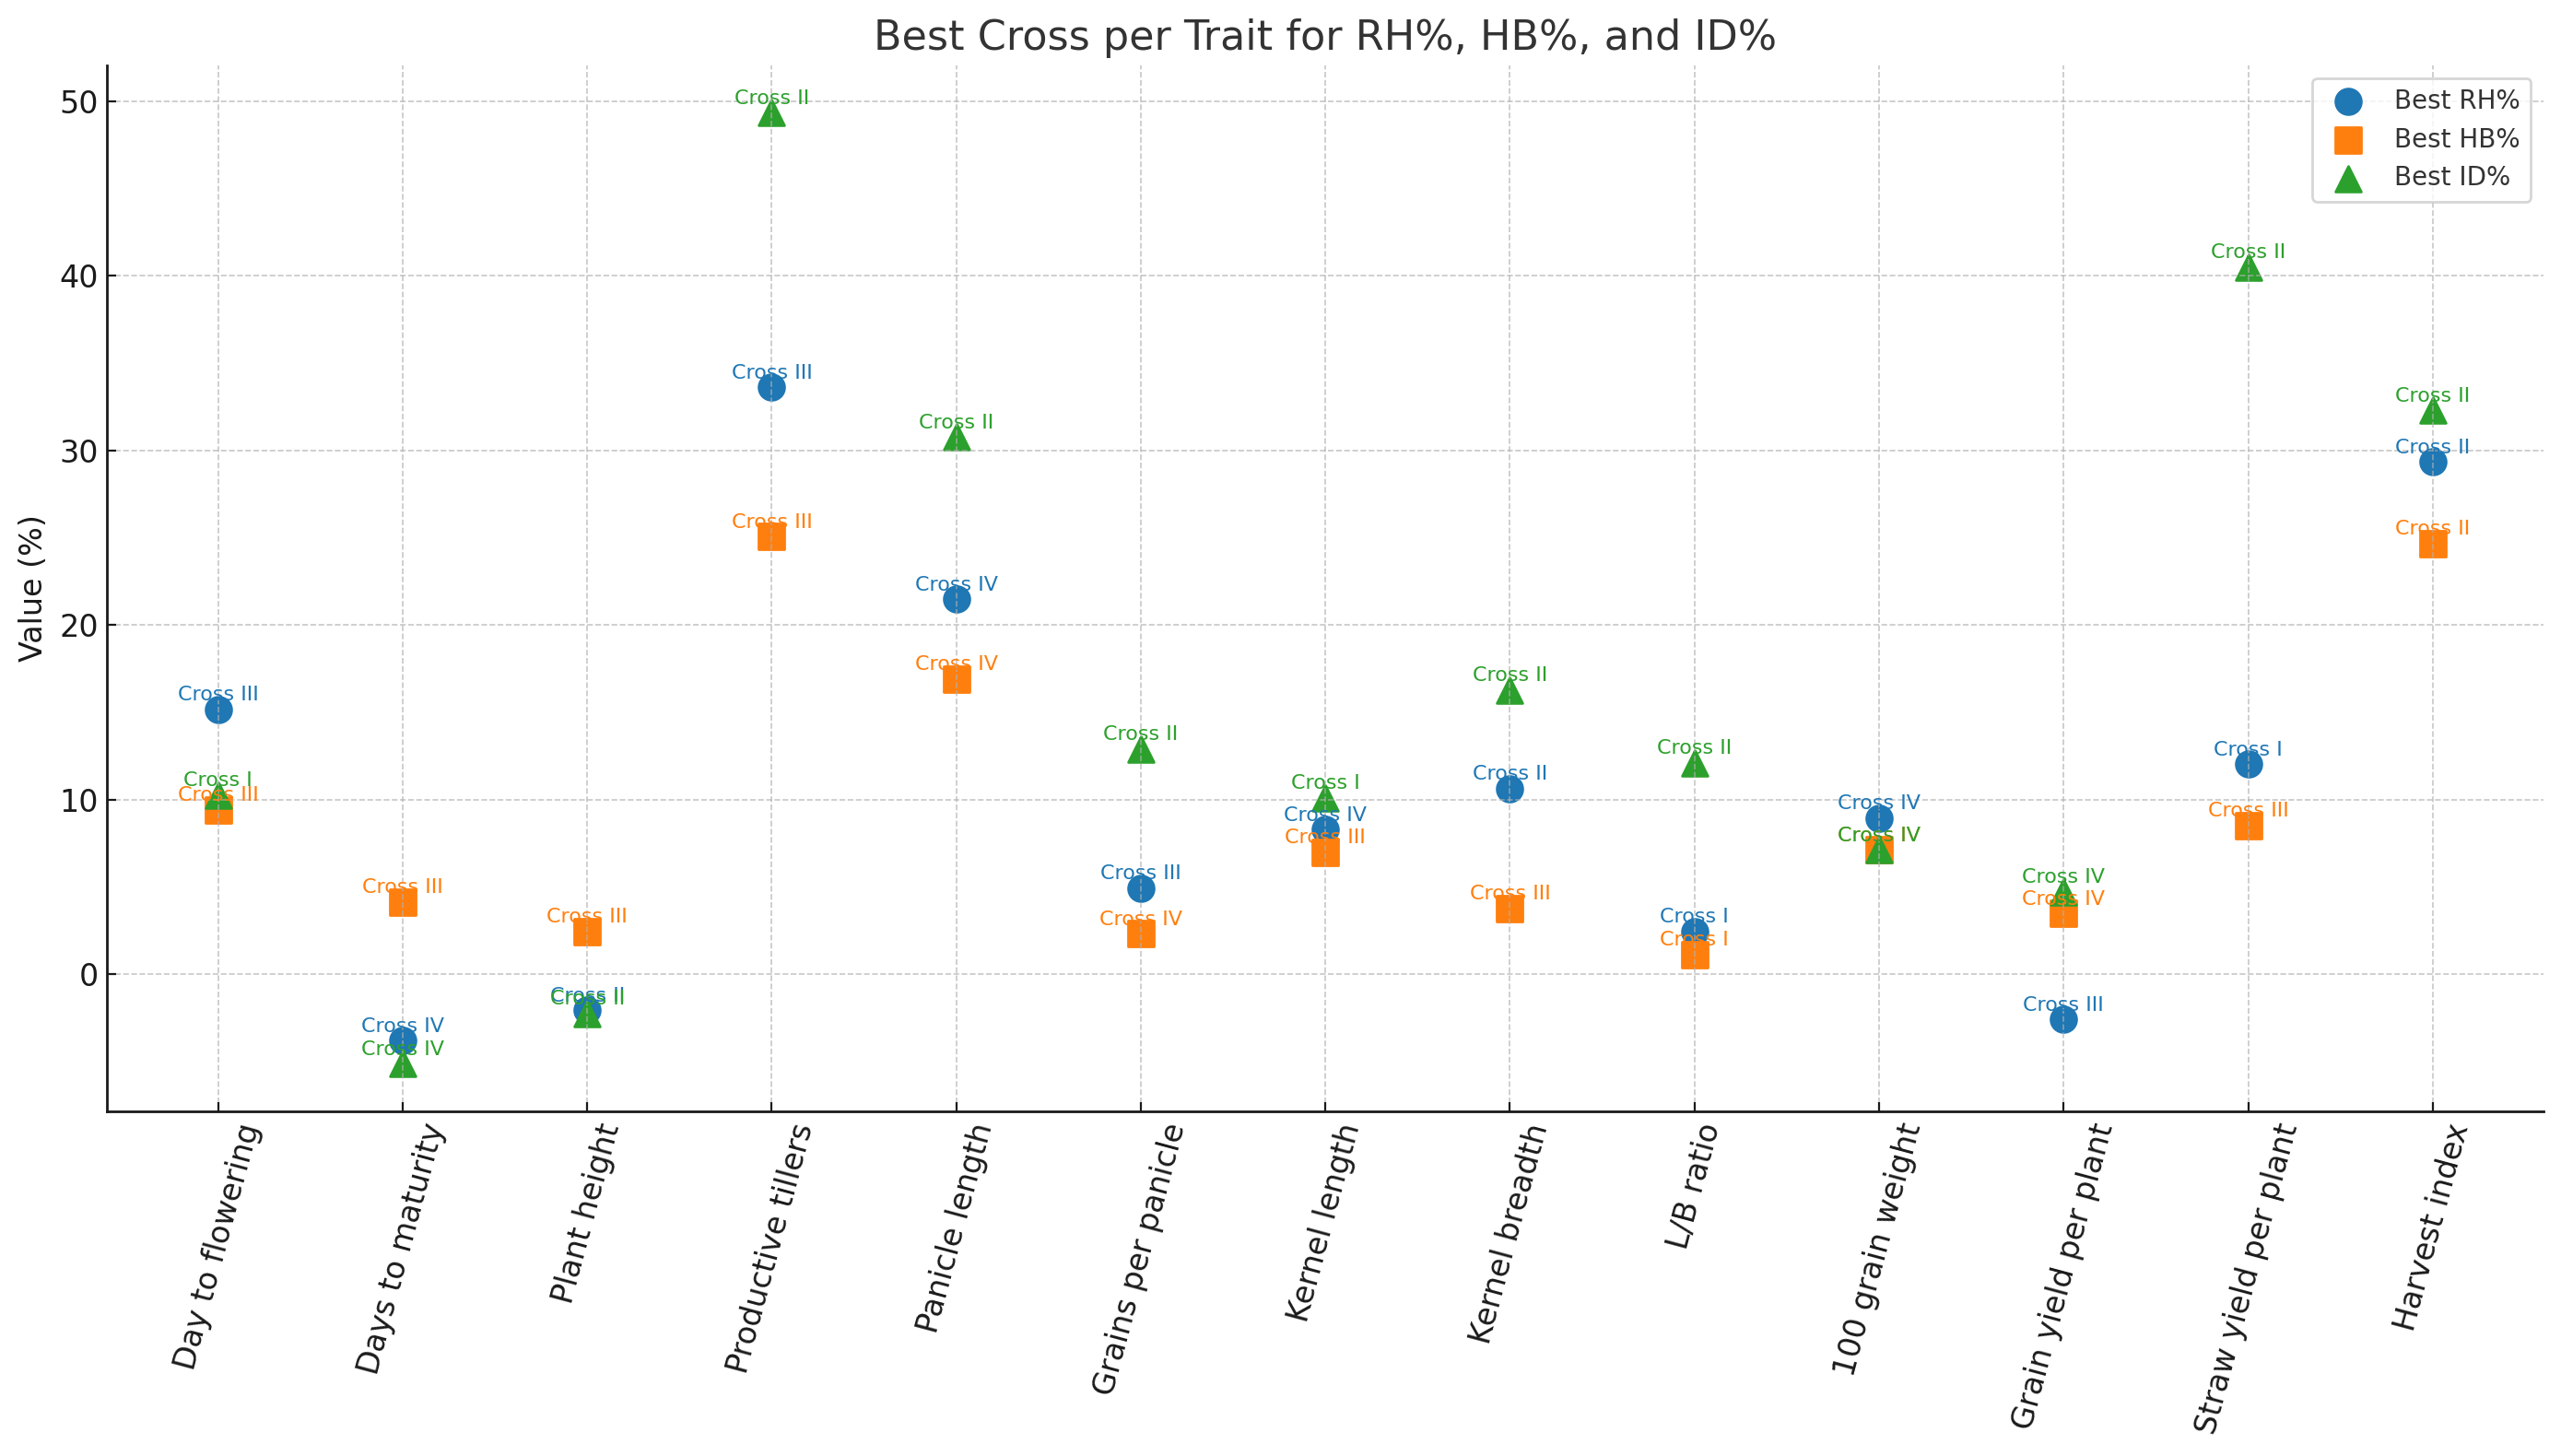 Best Cross per Trait for RH%, HB%, and ID%
Best RH%
Best HB%
Best ID%
Value (%)
50
40
30
20
10
0
Cross III
Cross I
Cross III
Cross III
Cross IV
Cross IV
Cross III
Cross II
Cross II
Cross II
Cross III
Cross III
Cross II
Cross IV
Cross IV
Cross II
Cross III
Cross IV
Cross I
Cross IV
Cross III
Cross II
Cross II
Cross III
Cross II
Cross I
Cross I
Cross IV
Cross IV
Cross IV
Cross IV
Cross III
Cross II
Cross I
Cross III
Cross II
Cross II
Cross II
Day to flowering
Days to maturity
Plant height
Productive tillers
Panicle length
Grains per panicle
Kernel length
Kernel breadth
L/B ratio
100 grain weight
Grain yield per plant
Straw yield per plant
Harvest index